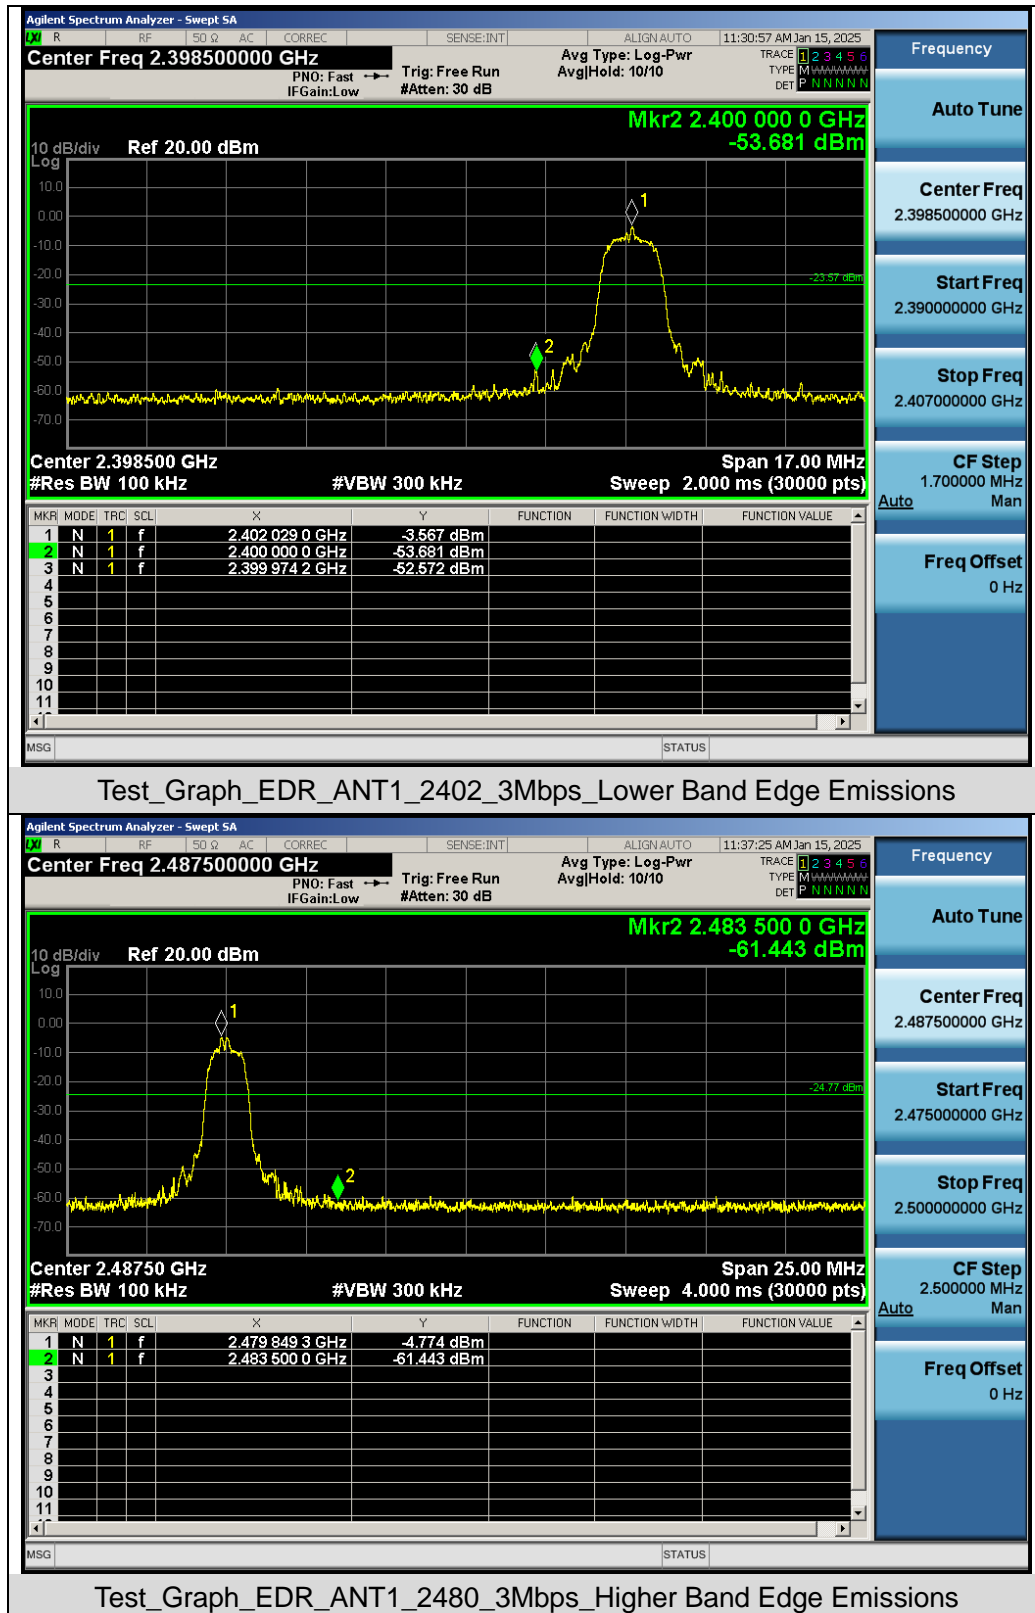 Agilent Spectrum Analyzer - Swept SA
LXI R RF 50 Ω AC CORREC SENSE:INT ALIGN AUTO 11:30:57 AM Jan 15, 2025
Center Freq 2.398500000 GHz
PNO: Fast
IFGain:Low
Trig: Free Run
#Atten: 30 dB
Avg Type: Log-Pwr
Avg|Hold: 10/10
TRACE 1 2 3 4 5 6
TYPE M WWWWW
DET P N N N N N
Mkr2 2.400 000 0 GHz
-53.681 dBm
10 dB/div Ref 20.00 dBm
Log
10.0
0.00
-10.0
-20.0
-30.0
-40.0
-50.0
-60.0
-70.0
1
2
-23.57 dBm
Center 2.398500 GHz Span 17.00 MHz
#Res BW 100 kHz #VBW 300 kHz Sweep 2.000 ms (30000 pts)
MKR MODE TRC SCL X Y FUNCTION FUNCTION WIDTH FUNCTION VALUE
1 N 1 f 2.402 029 0 GHz -3.567 dBm
2 N 1 f 2.400 000 0 GHz -53.681 dBm
3 N 1 f 2.399 974 2 GHz -52.572 dBm
4
5
6
7
8
9
10
11
MSG STATUS
Frequency
Auto Tune
Center Freq
2.398500000 GHz
Start Freq
2.390000000 GHz
Stop Freq
2.407000000 GHz
CF Step
1.700000 MHz
Auto Man
Freq Offset
0 Hz
Test_Graph_EDR_ANT1_2402_3Mbps_Lower Band Edge Emissions
Agilent Spectrum Analyzer - Swept SA
LXI R RF 50 Ω AC CORREC SENSE:INT ALIGN AUTO 11:37:25 AM Jan 15, 2025
Center Freq 2.487500000 GHz
PNO: Fast
IFGain:Low
Trig: Free Run
#Atten: 30 dB
Avg Type: Log-Pwr
Avg|Hold: 10/10
TRACE 1 2 3 4 5 6
TYPE M WWWWW
DET P N N N N N
Mkr2 2.483 500 0 GHz
-61.443 dBm
10 dB/div Ref 20.00 dBm
Log
10.0
0.00
-10.0
-20.0
-30.0
-40.0
-50.0
-60.0
-70.0
1
2
-24.77 dBm
Center 2.48750 GHz Span 25.00 MHz
#Res BW 100 kHz #VBW 300 kHz Sweep 4.000 ms (30000 pts)
MKR MODE TRC SCL X Y FUNCTION FUNCTION WIDTH FUNCTION VALUE
1 N 1 f 2.479 849 3 GHz -4.774 dBm
2 N 1 f 2.483 500 0 GHz -61.443 dBm
3
4
5
6
7
8
9
10
11
MSG STATUS
Frequency
Auto Tune
Center Freq
2.487500000 GHz
Start Freq
2.475000000 GHz
Stop Freq
2.500000000 GHz
CF Step
2.500000 MHz
Auto Man
Freq Offset
0 Hz
Test_Graph_EDR_ANT1_2480_3Mbps_Higher Band Edge Emissions